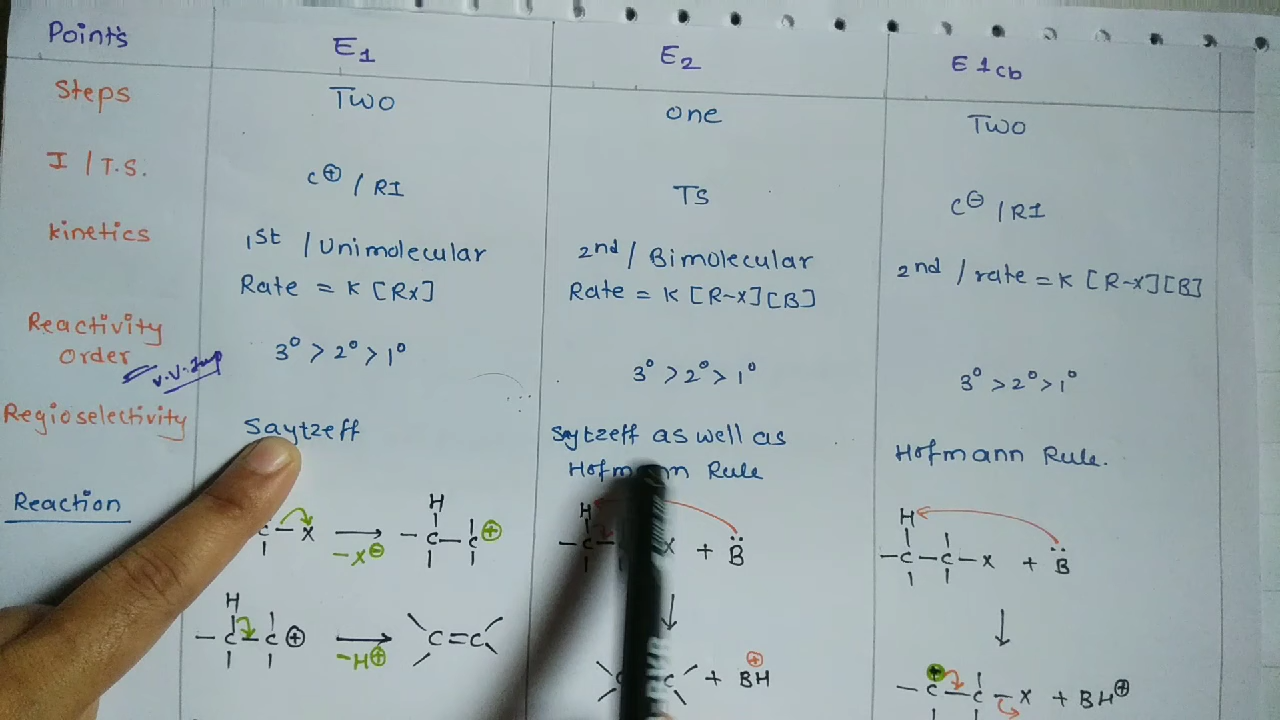 Points E1 E2 E1cb
Steps Two one Two
I / T.S. C⊕ / RI TS C⊖ / RI
kinetics 1st / Unimolecular 2nd / Bimolecular 2nd / rate = K [R-X][B]
Rate = K [RX] Rate = K [R-X][B]
Reactivity Order 3° > 2° > 1° 3° > 2° > 1° 3° > 2° > 1°
v.v.Imp
Regioselectivity Saytzeff Saytzeff as well as Hofmann Rule.
Hofmann Rule
Reaction
H H H
C – X → – C – C ⊕ – C X + B̈ – C – C – X + B̈
– X⊖
H
– C – C ⊕ → C = C + BH⊕
– H⊕
– C – C – X + BH⊕